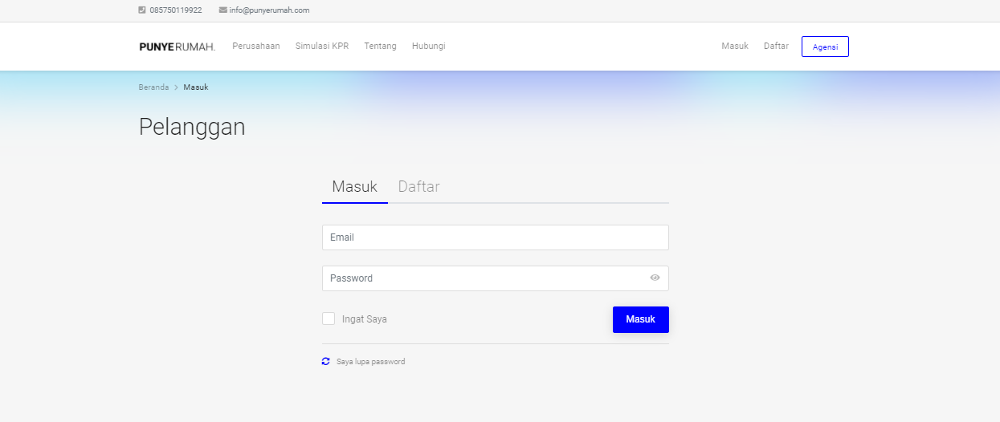 085750119922 info@punyerumah.com
PUNYERUMAH. Perusahaan Simulasi KPR Tentang Hubungi Masuk Daftar Agensi
Beranda > Masuk
Pelanggan
Masuk Daftar
Email
Password
Ingat Saya Masuk
Saya lupa password